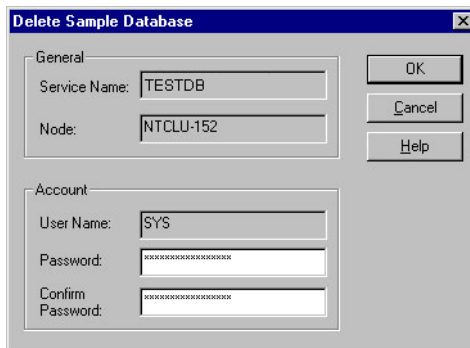 Delete Sample Database
General
Service Name: TESTDB
Node: NTCLU-152
OK
Cancel
Help
Account
User Name: SYS
Password: ****************
Confirm
Password: ****************